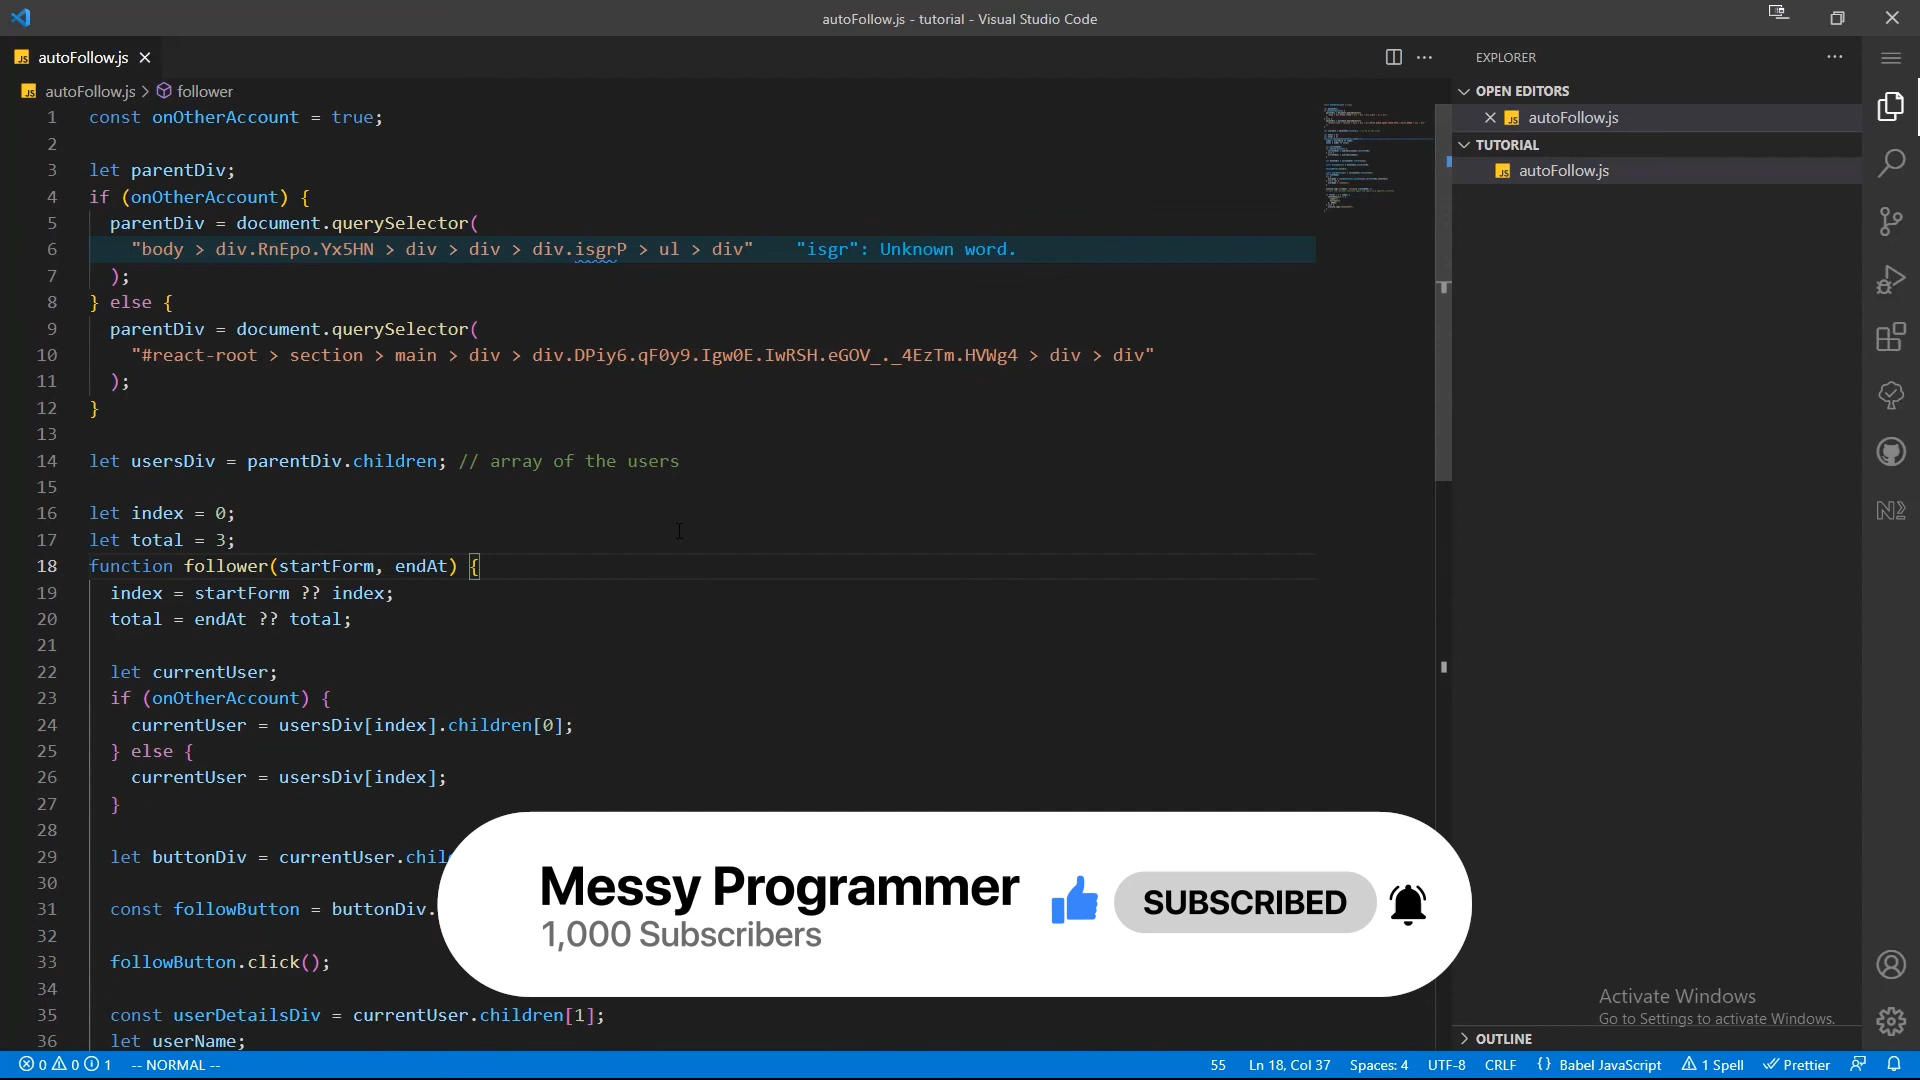 autoFollow.js - tutorial - Visual Studio Code
JS autoFollow.js
EXPLORER
JS autoFollow.js > follower
OPEN EDITORS
JS autoFollow.js
TUTORIAL
JS autoFollow.js
1 const onOtherAccount = true;
2
3 let parentDiv;
4 if (onOtherAccount) {
5 parentDiv = document.querySelector(
6 "body > div.RnEpo.Yx5HN > div > div > div.isgrP > ul > div" "isgr": Unknown word.
7 );
8 } else {
9 parentDiv = document.querySelector(
10 "#react-root > section > main > div > div.DPiy6.qF0y9.Igw0E.IwRSH.eGOV_._4EzTm.HVWg4 > div > div"
11 );
12 }
13
14 let usersDiv = parentDiv.children; // array of the users
15
16 let index = 0;
17 let total = 3;
18 function follower(startForm, endAt) {
19 index = startForm ?? index;
20 total = endAt ?? total;
21
22 let currentUser;
23 if (onOtherAccount) {
24 currentUser = usersDiv[index].children[0];
25 } else {
26 currentUser = usersDiv[index];
27 }
28
29 let buttonDiv = currentUser.chil
30
31 const followButton = buttonDiv.
32
33 followButton.click();
34
35 const userDetailsDiv = currentUser.children[1];
36 let userName;
Messy Programmer
1,000 Subscribers
SUBSCRIBED
Activate Windows
Go to Settings to activate Windows.
OUTLINE
0 0 1 -- NORMAL -- 55 Ln 18, Col 37 Spaces: 4 UTF-8 CRLF {} Babel JavaScript 1 Spell Prettier